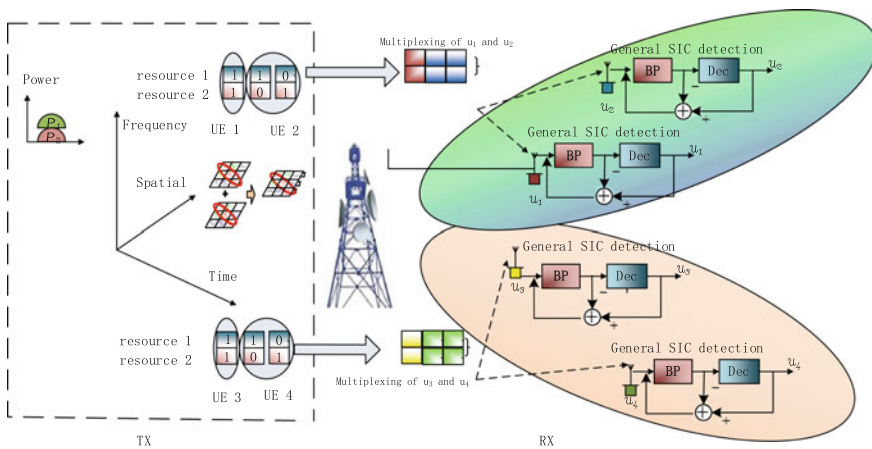 Power
P₁
P₂
resource 1 1 1 0
resource 2 1 0 1
UE 1 UE 2
Frequency
Spatial
+
Time
resource 1 1 1 0
resource 2 1 0 1
UE 3 UE 4
TX
Multiplexing of u₁ and u₂
Multiplexing of u₃ and u₄
General SIC detection
BP Dec u₂
u₂ − + +
General SIC detection
BP Dec u₁
u₁ − + +
General SIC detection
BP Dec u₃
u₃ − + +
General SIC detection
BP Dec u₄
u₄ − + +
RX